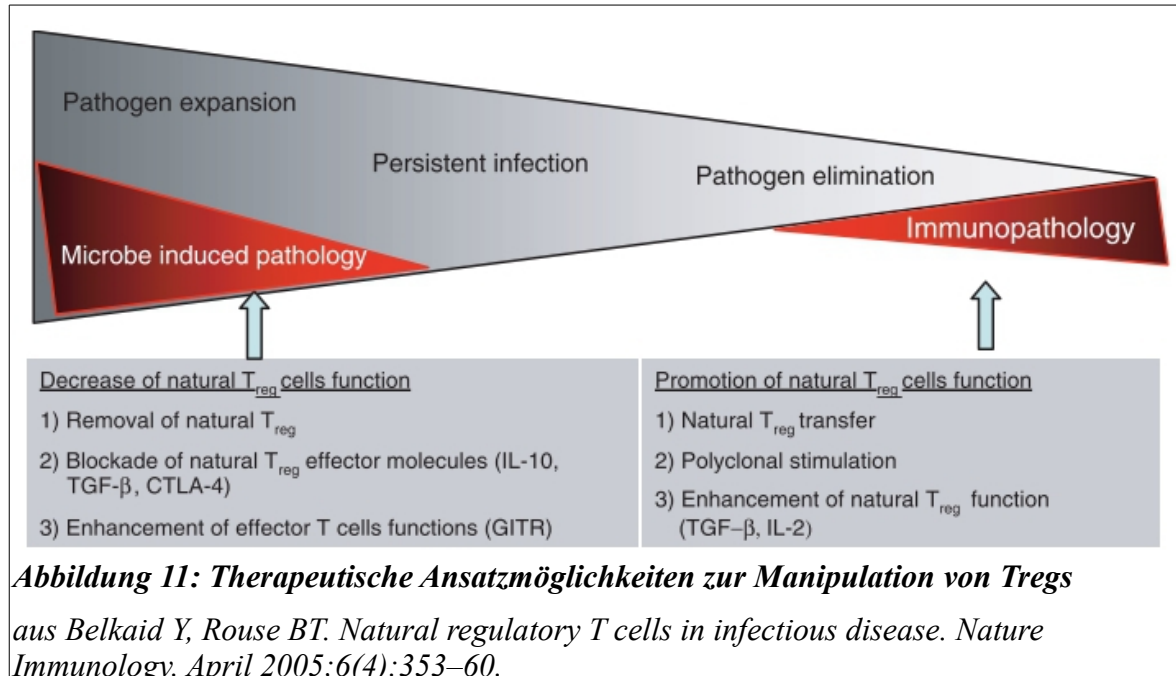 Pathogen expansion
Persistent infection
Pathogen elimination
Microbe induced pathology
Immunopathology
Decrease of natural Treg cells function
1) Removal of natural Treg
2) Blockade of natural Treg effector molecules (IL-10,
TGF-β, CTLA-4)
3) Enhancement of effector T cells functions (GITR)
Promotion of natural Treg cells function
1) Natural Treg transfer
2) Polyclonal stimulation
3) Enhancement of natural Treg function
(TGF–β, IL-2)
Abbildung 11: Therapeutische Ansatzmöglichkeiten zur Manipulation von Tregs
aus Belkaid Y, Rouse BT. Natural regulatory T cells in infectious disease. Nature
Immunology. April 2005;6(4):353–60.